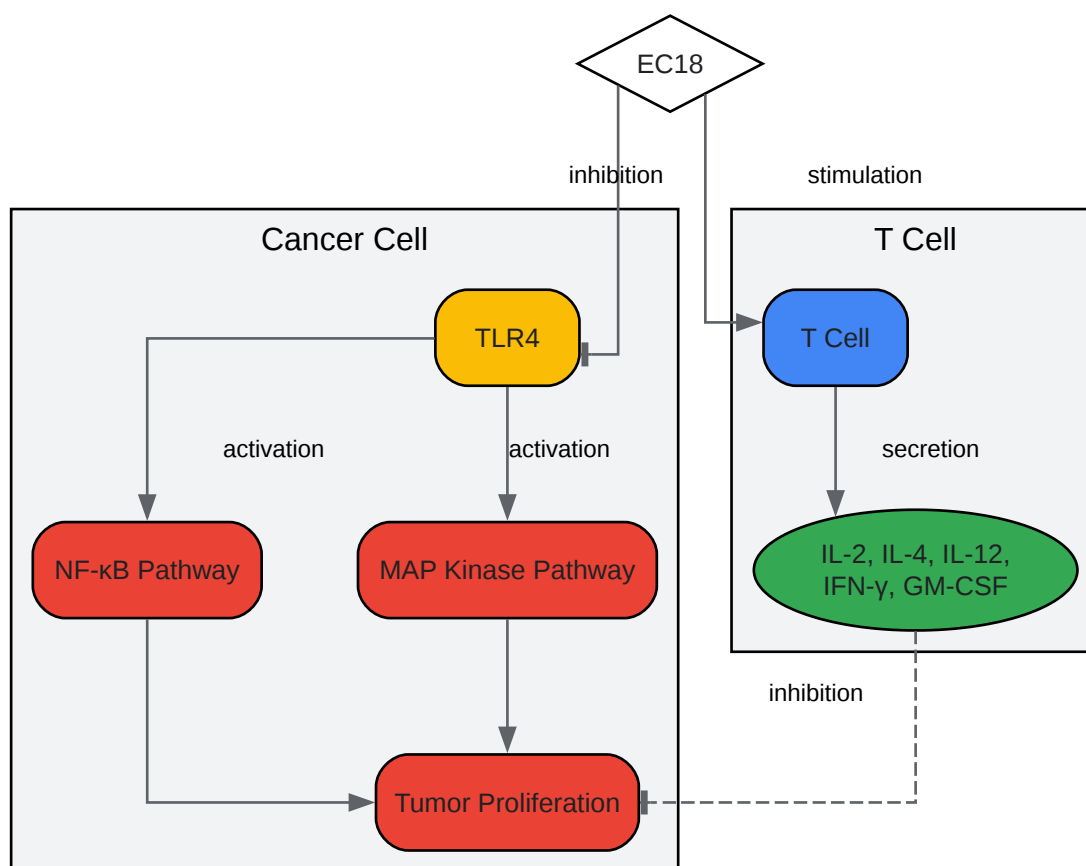 EC18
inhibition
stimulation
Cancer Cell
T Cell
TLR4
T Cell
activation
activation
secretion
NF-κB Pathway
MAP Kinase Pathway
IL-2, IL-4, IL-12,
IFN-γ, GM-CSF
inhibition
Tumor Proliferation